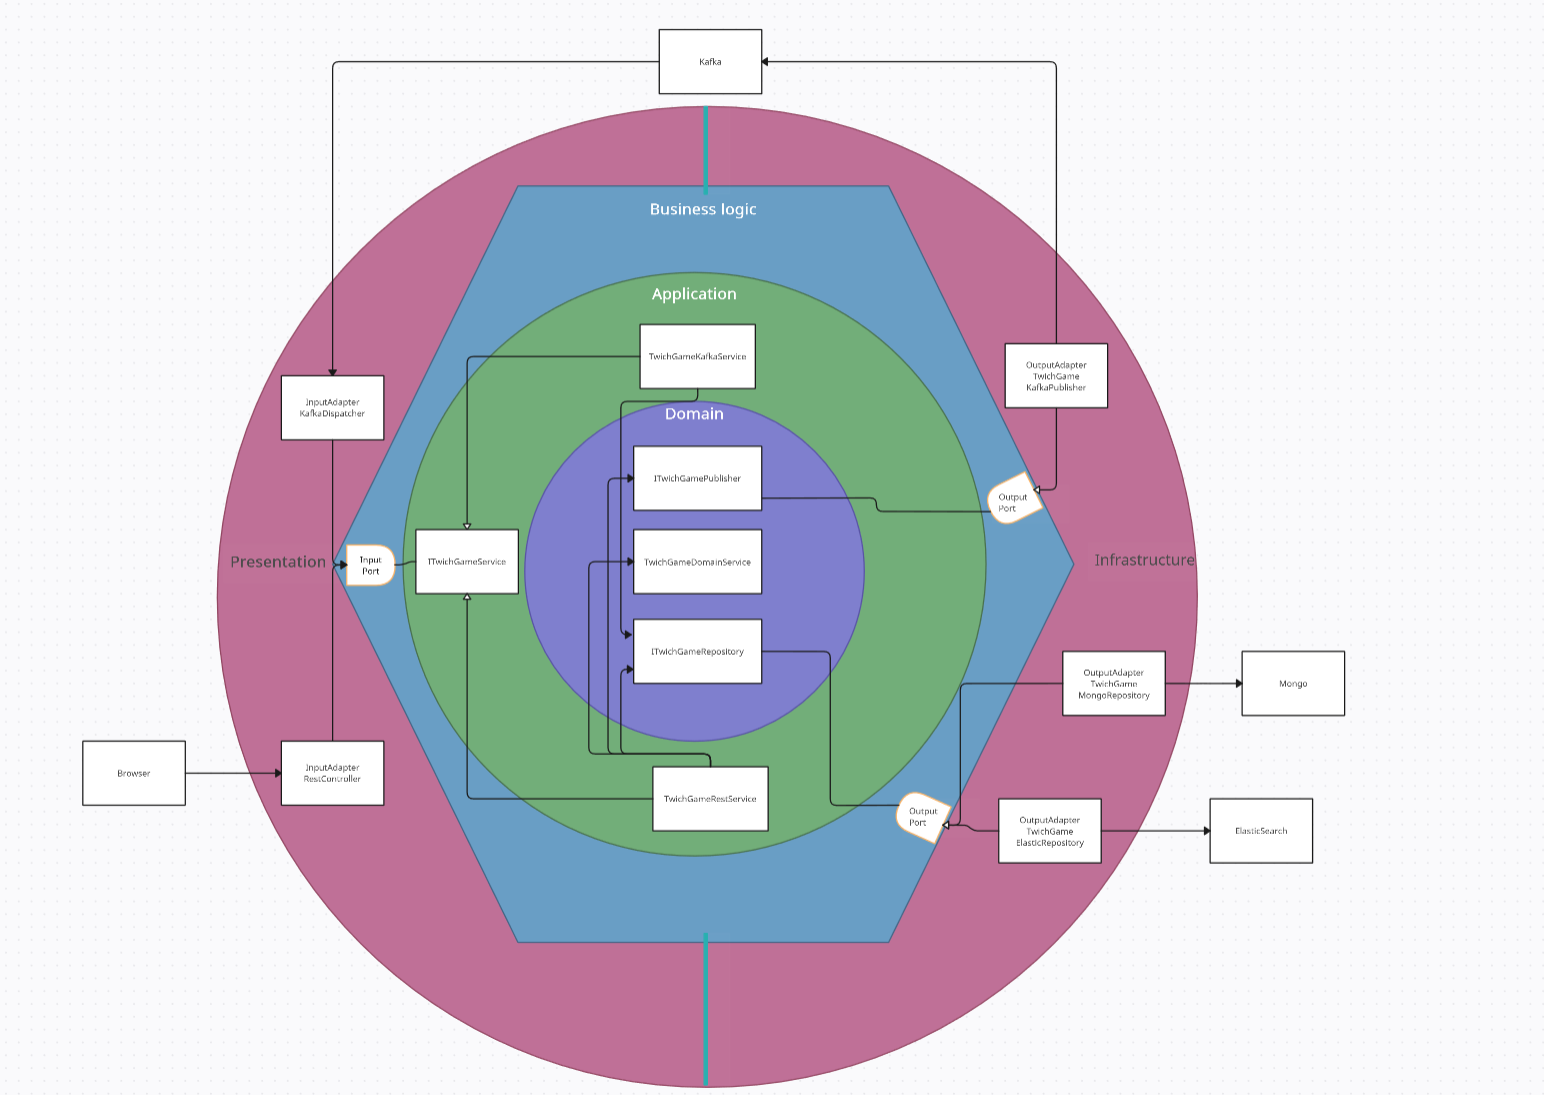 Kafka
Business logic
Application
TwichGameKafkaService
OutputAdapter
TwichGame
KafkaPublisher
InputAdapter
KafkaDispatcher
Domain
ITwichGamePublisher
Output
Port
Presentation
Input
Port
ITwichGameService
TwichGameDomainService
Infrastructure
ITwichGameRepository
OutputAdapter
TwichGame
MongoRepository
Mongo
Browser
InputAdapter
RestController
TwichGameRestService
Output
Port
OutputAdapter
TwichGame
ElasticRepository
ElasticSearch